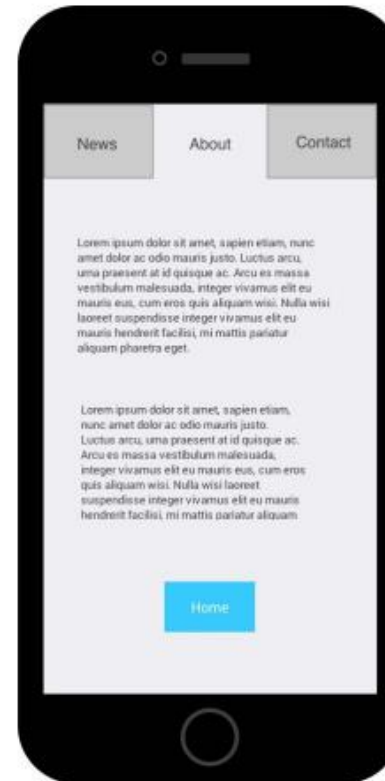 News
About
Contact
Lorem ipsum dolor sit amet, sapien etiam, nunc
amet dolor ac odio mauris justo. Luctus arcu,
urna praesent at id quisque ac. Arcu es massa
vestibulum malesuada, integer vivamus elit eu
mauris eus, cum eros quis aliquam wisi. Nulla wisi
laoreet suspendisse integer vivamus elit eu
mauris hendrerit facilisi, mi mattis pariatur
aliquam pharetra eget.
Lorem ipsum dolor sit amet, sapien etiam,
nunc amet dolor ac odio mauris justo.
Luctus arcu, urna praesent at id quisque ac.
Arcu es massa vestibulum malesuada,
integer vivamus elit eu mauris eus, cum eros
quis aliquam wisi. Nulla wisi laoreet
suspendisse integer vivamus elit eu mauris
hendrerit facilisi, mi mattis pariatur aliquam
Home